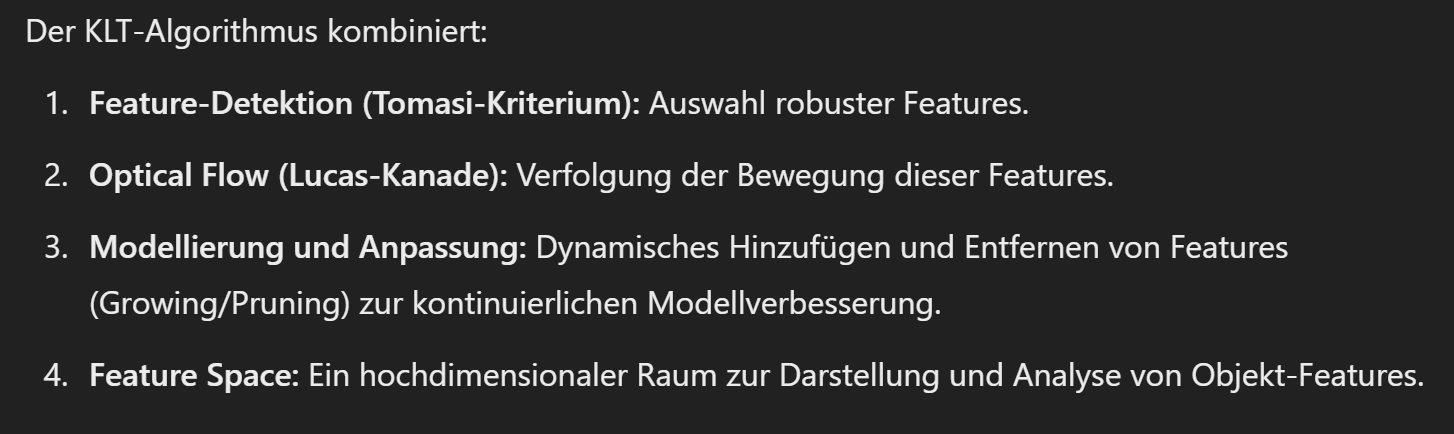 Der KLT-Algorithmus kombiniert:
1. Feature-Detektion (Tomasi-Kriterium): Auswahl robuster Features.
2. Optical Flow (Lucas-Kanade): Verfolgung der Bewegung dieser Features.
3. Modellierung und Anpassung: Dynamisches Hinzufügen und Entfernen von Features
(Growing/Pruning) zur kontinuierlichen Modellverbesserung.
4. Feature Space: Ein hochdimensionaler Raum zur Darstellung und Analyse von Objekt-Features.